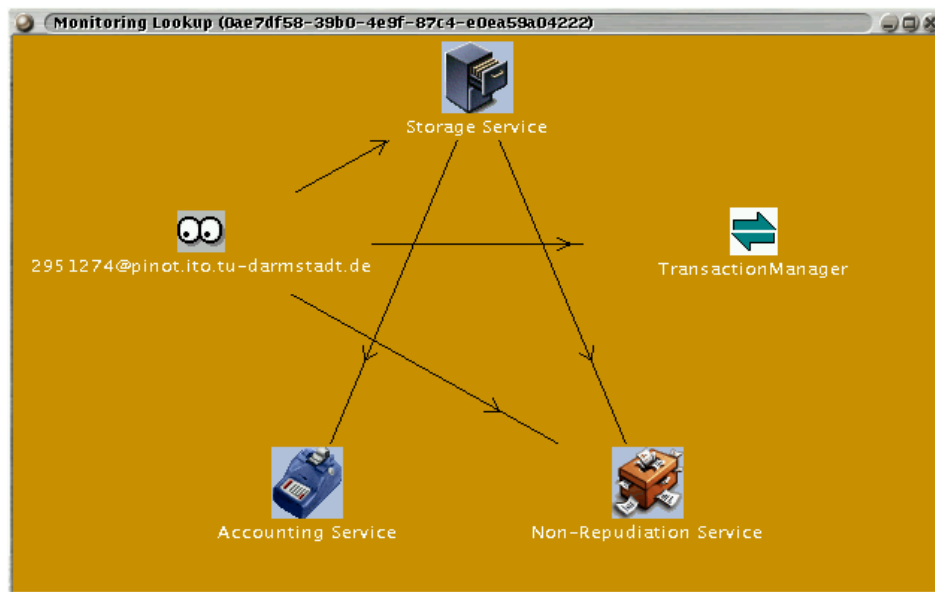 Monitoring Lookup (0ae7df58-39b0-4e9f-87c4-e0ea59a04222)
Storage Service
2951274@pinot.ito.tu-darmstadt.de
TransactionManager
Accounting Service
Non-Repudiation Service